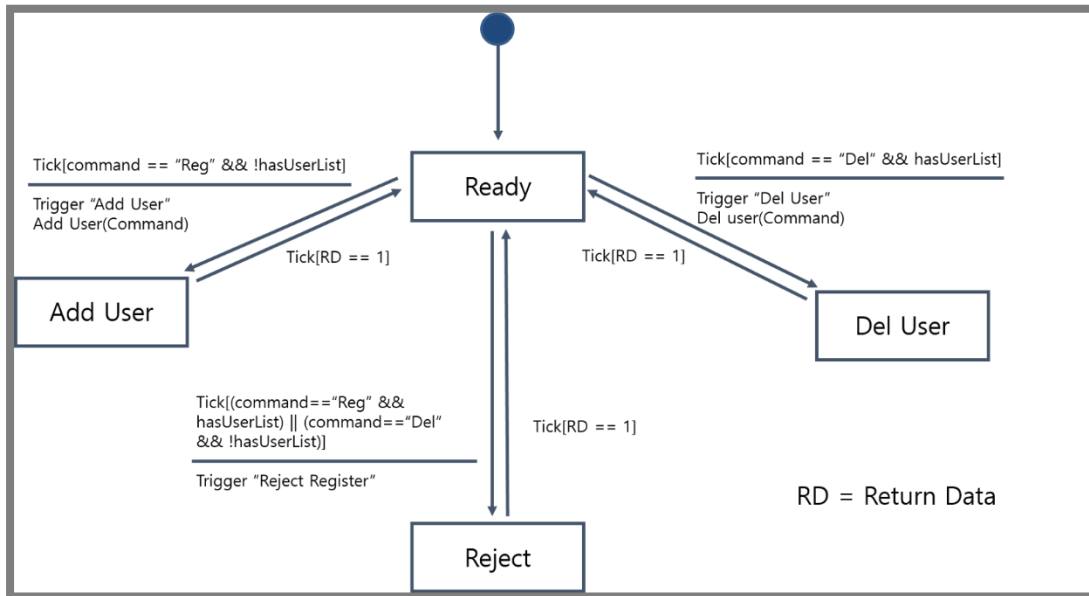 Tick[command == “Reg” && !hasUserList]
Trigger “Add User”
Add User(Command)
Ready
Tick[command == “Del” && hasUserList]
Trigger “Del User”
Del user(Command)
Tick[RD == 1]
Tick[RD == 1]
Add User
Del User
Tick[(command==“Reg” &&
hasUserList) || (command==“Del”
&& !hasUserList)]
Trigger “Reject Register”
Tick[RD == 1]
RD = Return Data
Reject